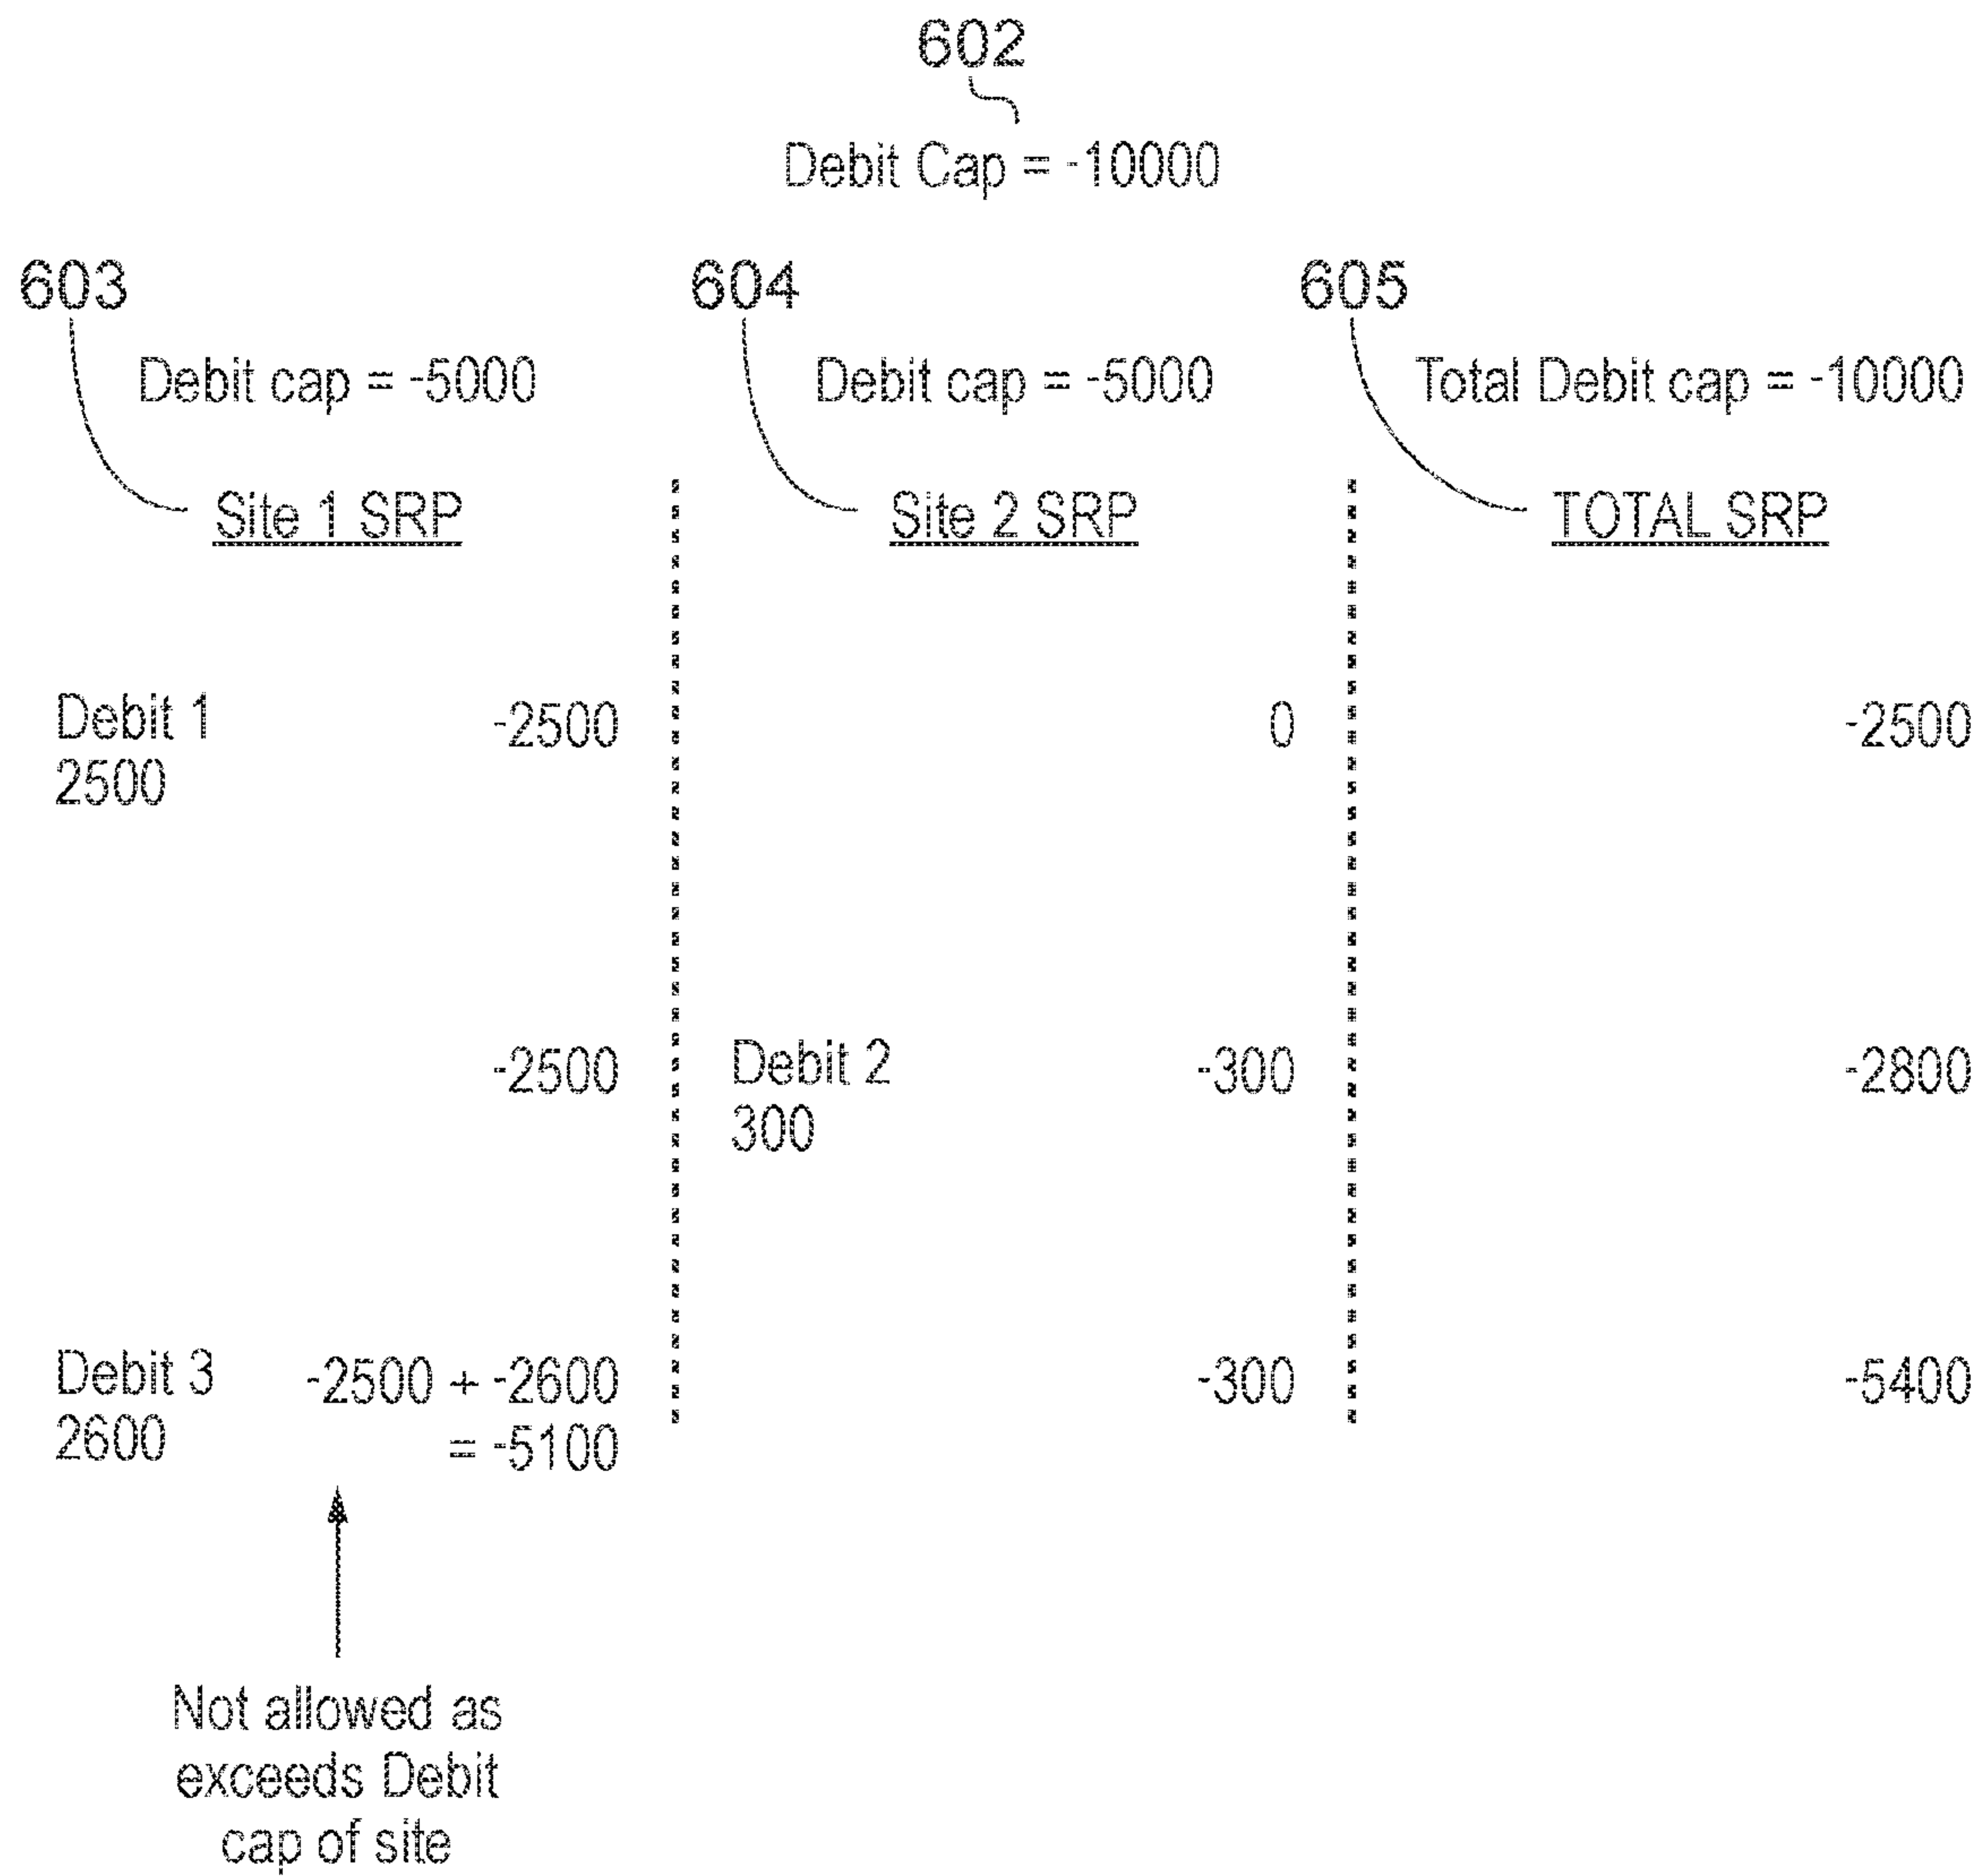 602
Debit Cap = -10000
603
604
605
Debit cap = -5000
Debit cap = -5000
Total Debit cap = -10000
Site 1 SRP
Site 2 SRP
TOTAL SRP
Debit 1
2500
-2500
0
-2500
-2500
Debit 2
300
-300
-2800
Debit 3
2600
-2500 + -2600
= -5100
-300
-5400
Not allowed as
exceeds Debit
cap of site